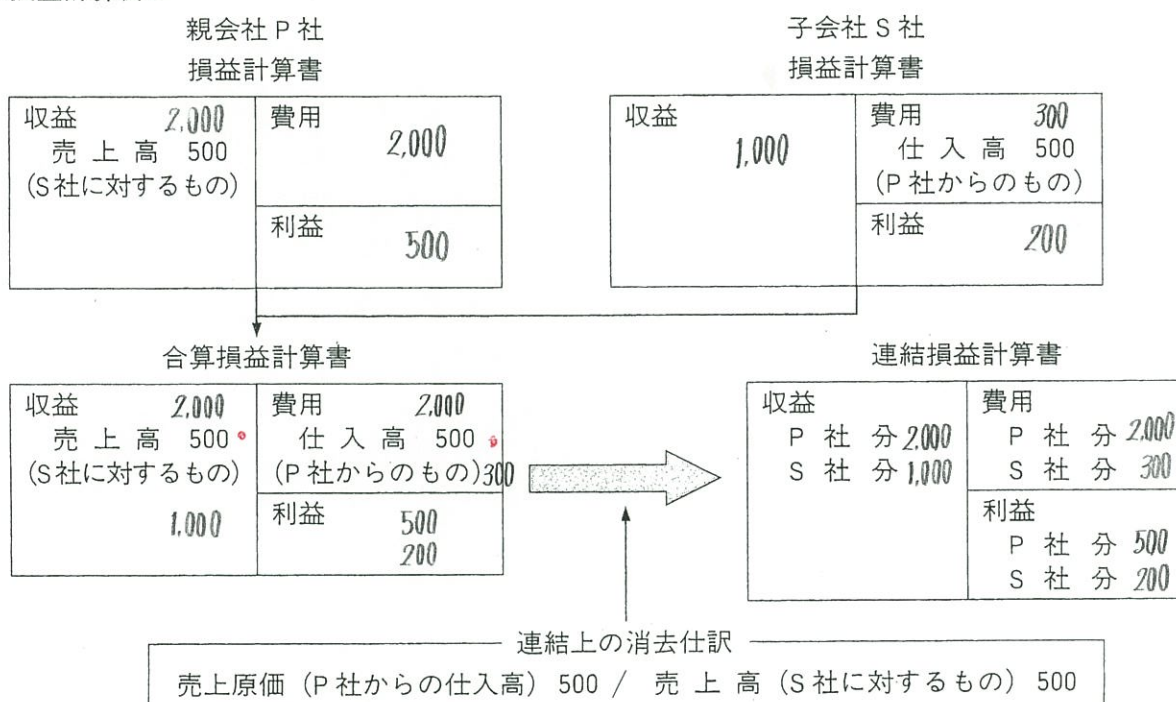 親会社P社
損益計算書
収益 2,000
売上高 500
(S社に対するもの)
費用
2,000
利益
500
子会社S社
損益計算書
収益
1,000
費用 300
仕入高 500
(P社からのもの)
利益
200
合算損益計算書
収益 2,000
売上高 500
(S社に対するもの)
1,000
費用 2,000
仕入高 500
(P社からのもの)300
利益 500
200
連結損益計算書
収益
P社分 2,000
S社分 1,000
費用
P社分 2,000
S社分 300
利益
P社分 500
S社分 200
連結上の消去仕訳
売上原価(P社からの仕入高) 500 / 売上高(S社に対するもの) 500